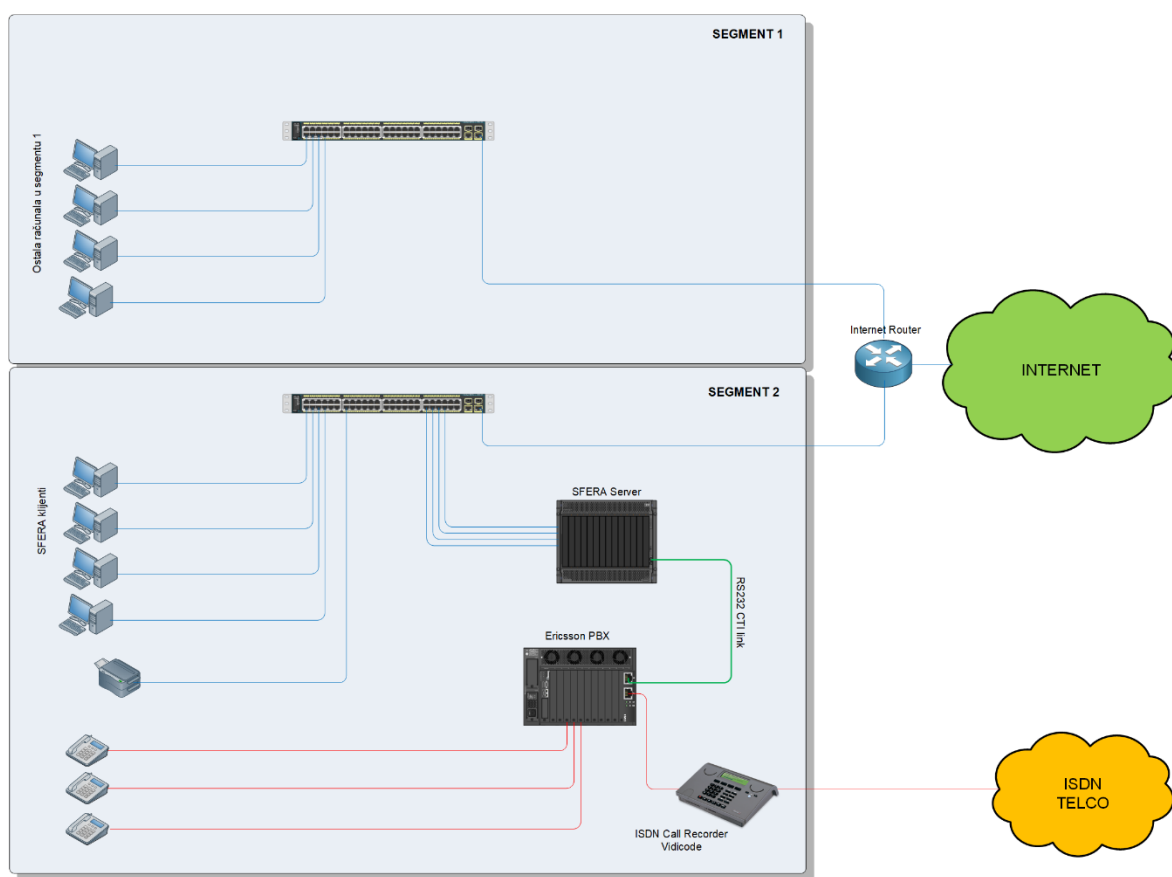 SEGMENT 1
Ostala računala u segmentu 1
Internet Router
INTERNET
SEGMENT 2
SFERA klijenti
SFERA Server
RS232 CTI link
Ericsson PBX
ISDN Call Recorder
Vidicode
ISDN
TELCO